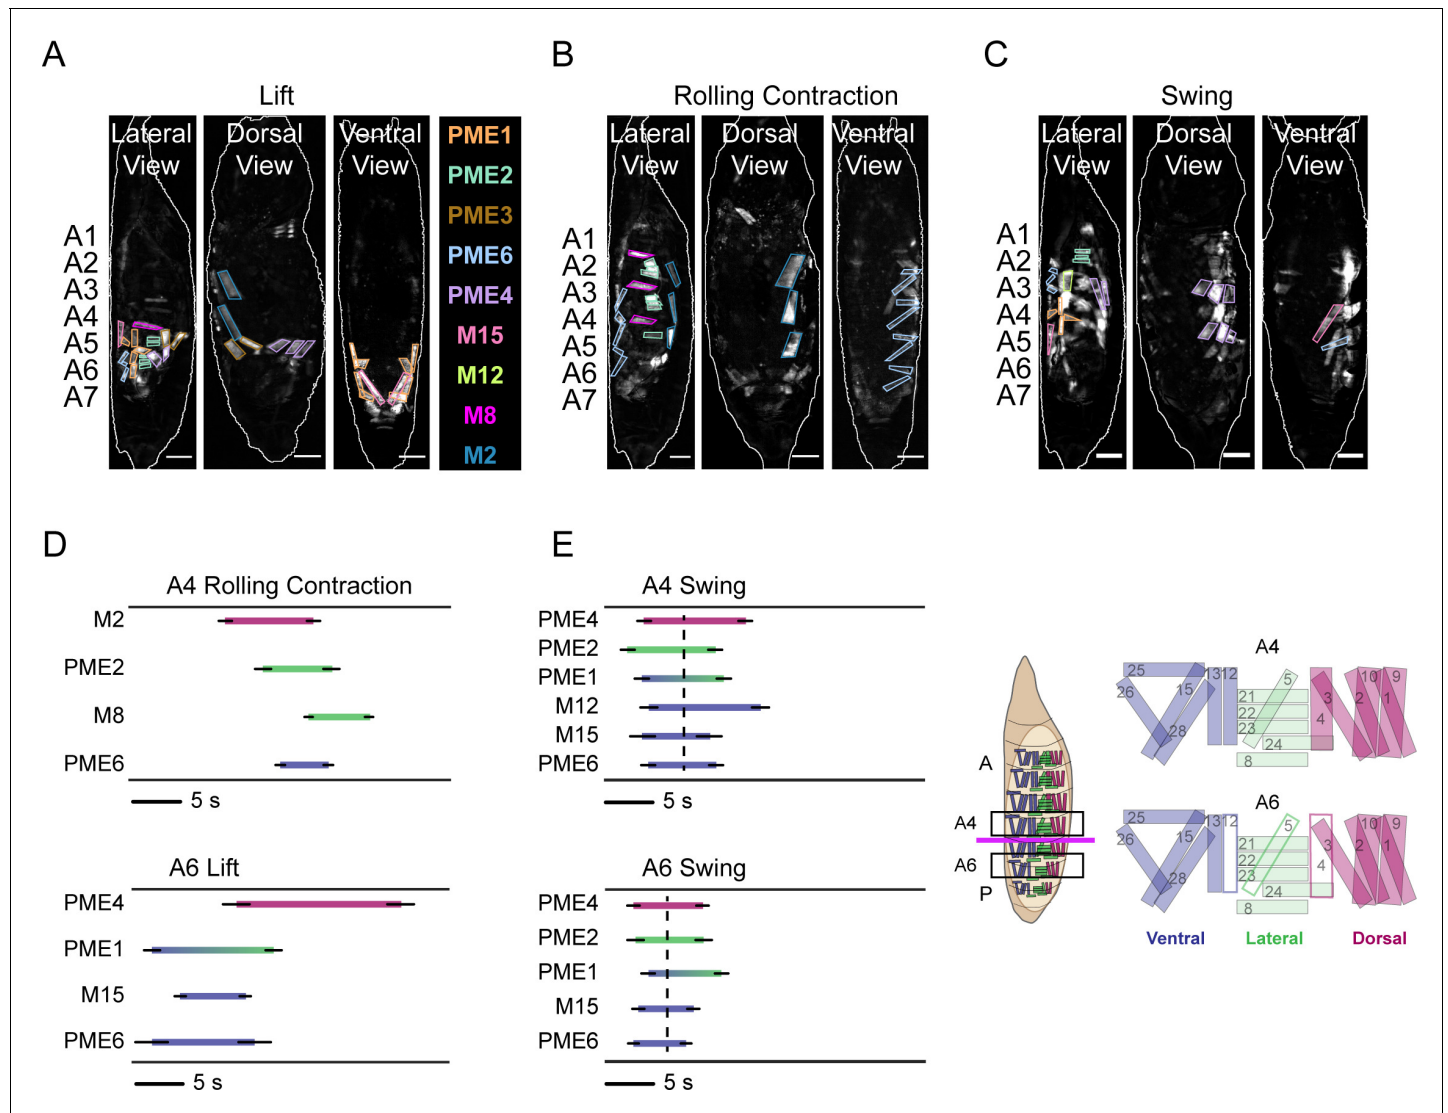 A
Lift
Lateral View
Dorsal View
Ventral View
PME1
PME2
PME3
PME6
PME4
M15
M12
M8
M2
A1
A2
A3
A4
A5
A6
A7
B
Rolling Contraction
Lateral View
Dorsal View
Ventral View
A1
A2
A3
A4
A5
A6
A7
C
Swing
Lateral View
Dorsal View
Ventral View
A1
A2
A3
A4
A5
A6
A7
D
A4 Rolling Contraction
M2
PME2
M8
PME6
5 s
A6 Lift
PME4
PME1
M15
PME6
5 s
E
A4 Swing
PME4
PME2
PME1
M12
M15
PME6
5 s
A6 Swing
PME4
PME2
PME1
M15
PME6
5 s
A
A4
A6
P
A4
25
26
15
28
13
12
21
22
23
5
24
8
3
4
10
2
9
1
A6
25
26
15
28
13
12
21
22
23
5
24
8
3
4
10
2
9
1
Ventral
Lateral
Dorsal